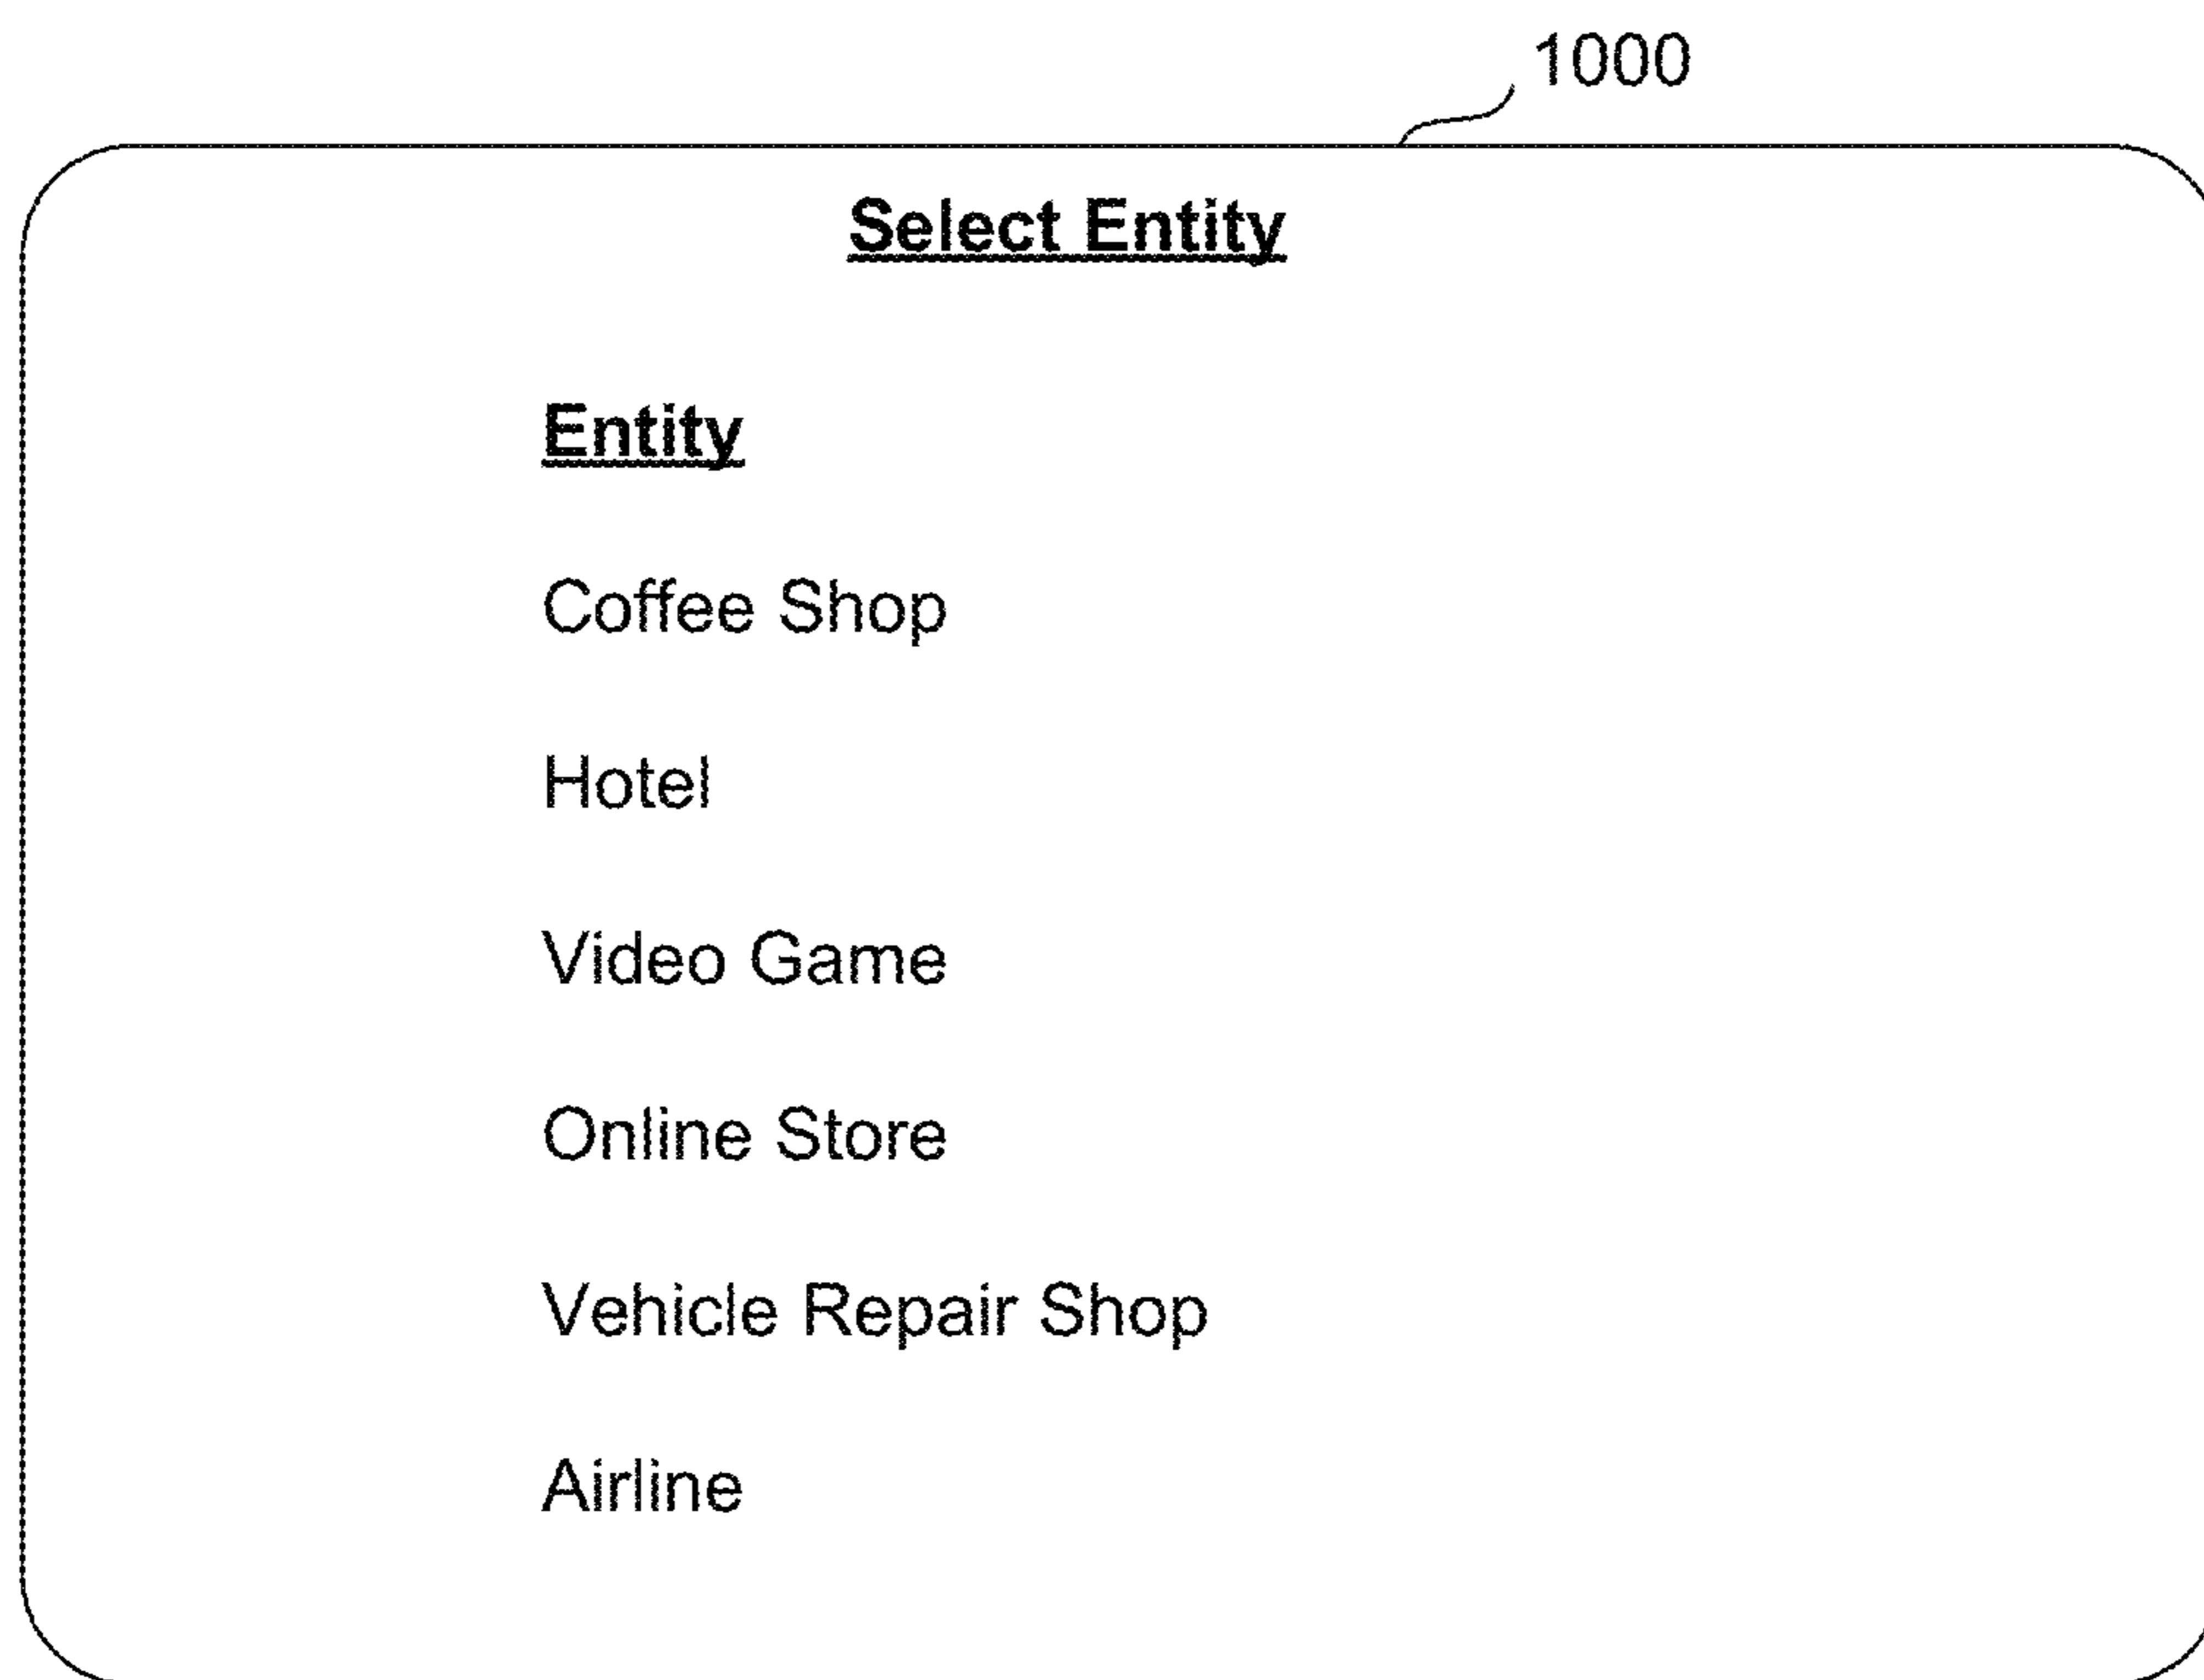 1000
Select Entity
Entity
Coffee Shop
Hotel
Video Game
Online Store
Vehicle Repair Shop
Airline